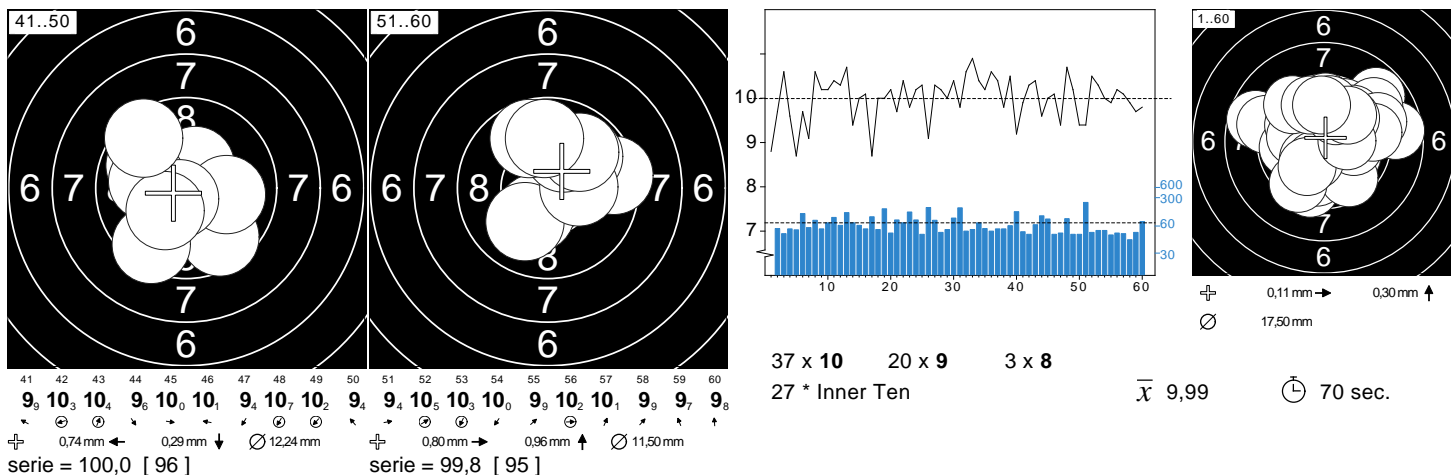 41..50
6
7
8
6 7 7 6
8
7
6
41 42 43 44 45 46 47 48 49 50
9₉ 10₃ 10₄ 9₆ 10₀ 10₁ 9₄ 10₇ 10₂ 9₄
0,74 mm 0,29 mm 12,24 mm
serie = 100,0 [ 96 ]
51..60
6
7
6 7 8 7 6
8
7
6
51 52 53 54 55 56 57 58 59 60
9₄ 10₅ 10₃ 10₀ 9₉ 10₂ 10₁ 9₉ 9₇ 9₈
0,80 mm 0,96 mm 11,50 mm
serie = 99,8 [ 95 ]
10
9
8
7
600
300
60
30
10 20 30 40 50 60
37 x 10 20 x 9 3 x 8
27 * Inner Ten x 9,99 70 sec.
1..60
6
7
6 6
7
6
0,11 mm 0,30 mm
17,50 mm